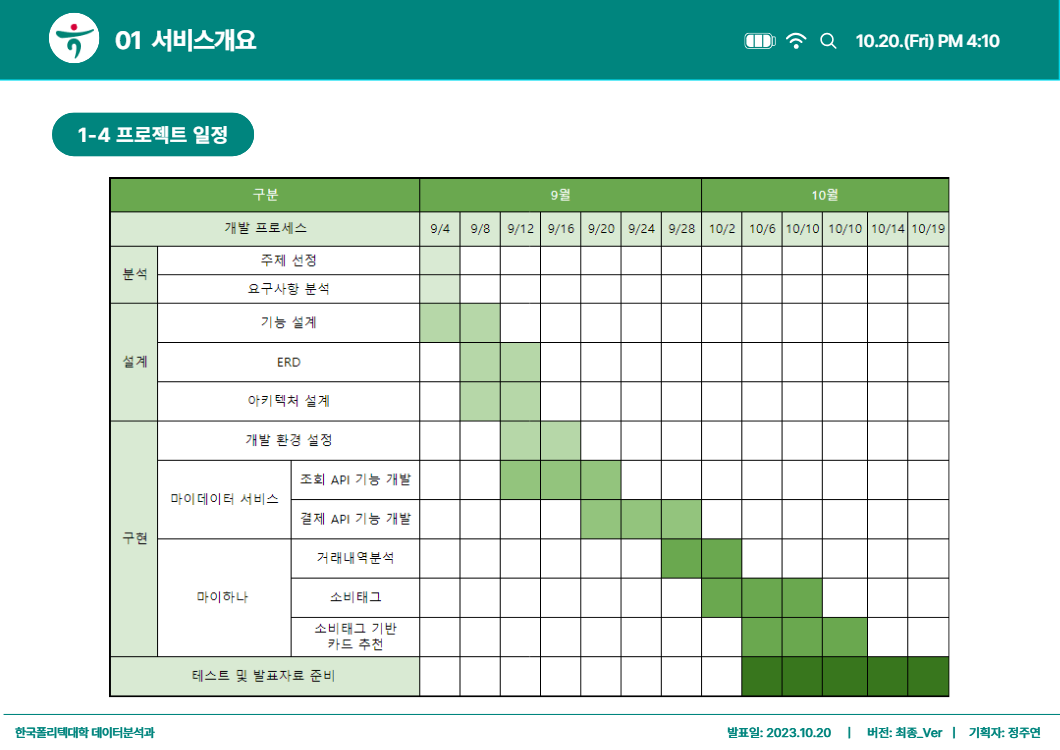 01 서비스개요
10.20.(Fri) PM 4:10
1-4 프로젝트 일정
구분 9월 10월
개발 프로세스 9/4 9/8 9/12 9/16 9/20 9/24 9/28 10/2 10/6 10/10 10/10 10/14 10/19
분석
주제 선정
요구사항 분석
설계
기능 설계
ERD
아키텍처 설계
구현
개발 환경 설정
마이데이터 서비스
조회 API 기능 개발
결제 API 기능 개발
마이하나
거래내역분석
소비태그
소비태그 기반
카드 추천
테스트 및 발표자료 준비
한국폴리텍대학 데이터분석과
발표일: 2023.10.20 | 버전: 최종_Ver | 기획자: 정주연